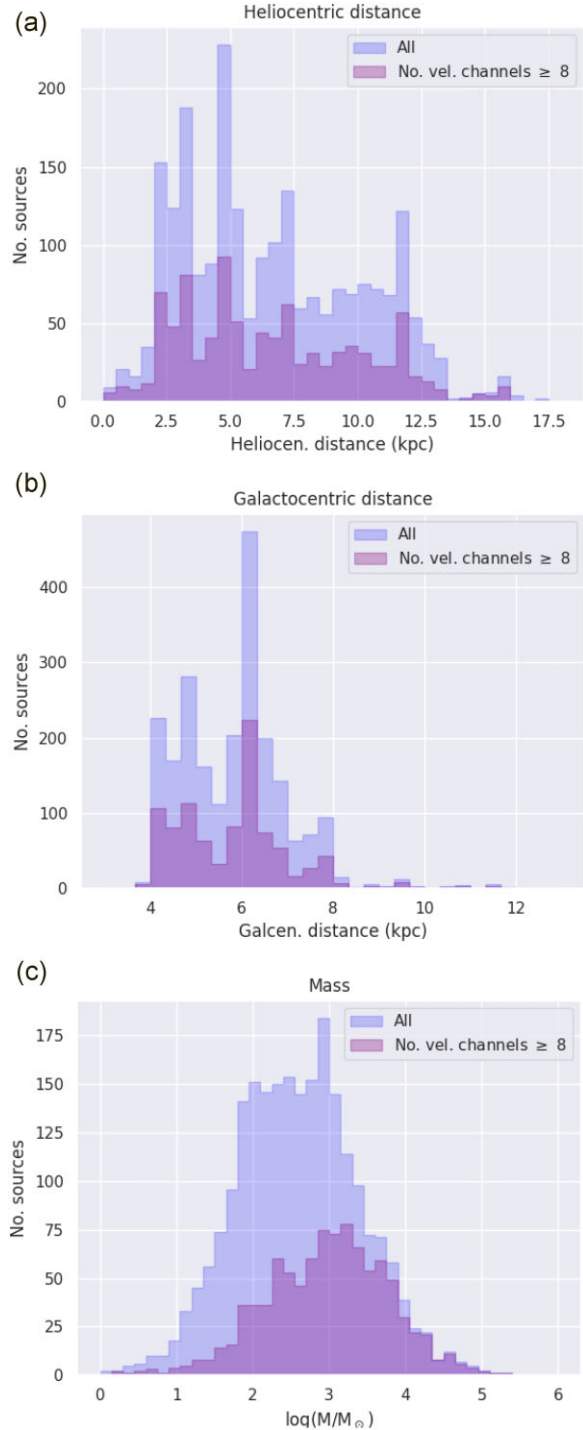 (a)
Heliocentric distance
All
No. vel. channels ≥ 8
No. sources
200
150
100
50
0
0.0 2.5 5.0 7.5 10.0 12.5 15.0 17.5
Heliocen. distance (kpc)
(b)
Galactocentric distance
All
No. vel. channels ≥ 8
No. sources
400
300
200
100
0
4 6 8 10 12
Galcen. distance (kpc)
(c)
Mass
All
No. vel. channels ≥ 8
No. sources
175
150
125
100
75
50
25
0
0 1 2 3 4 5 6
log(M/M☉)